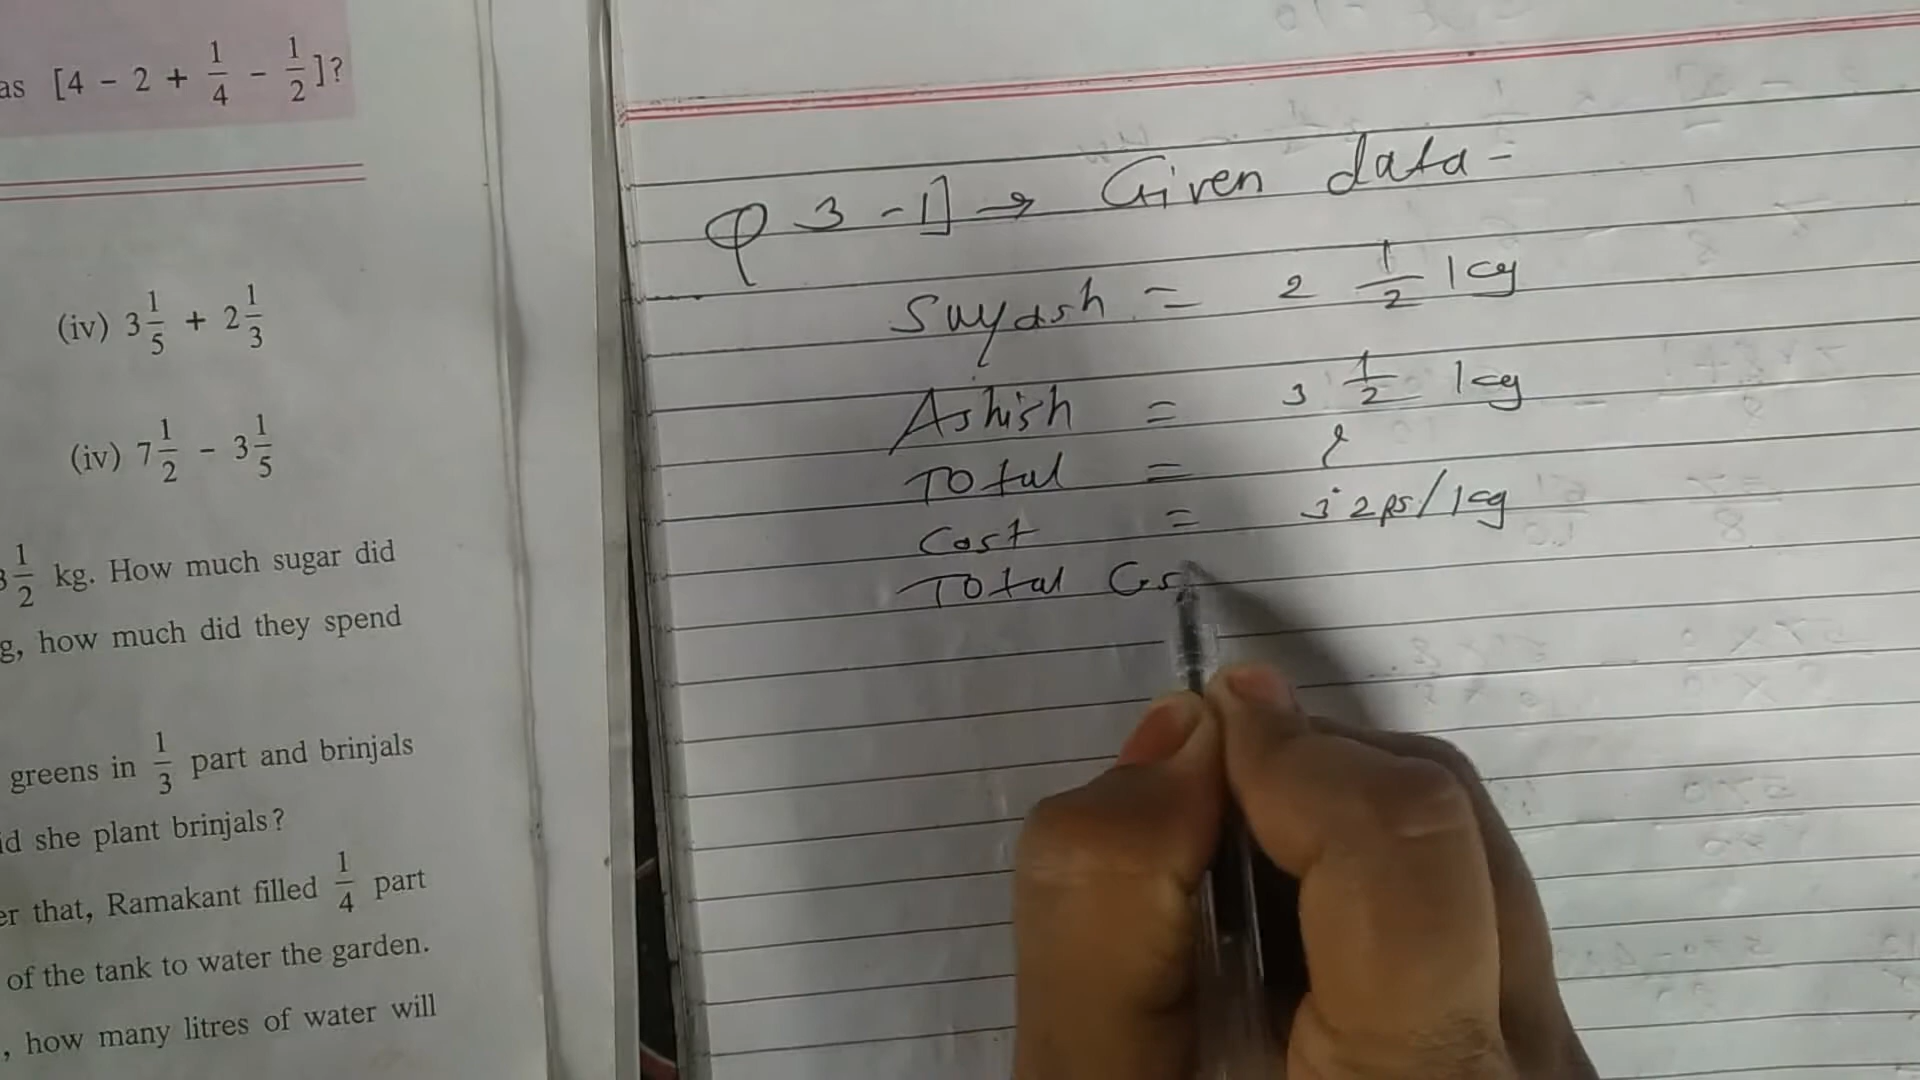 as [4 - 2 + 1/4 - 1/2]?
(iv) 3 1/5 + 2 1/3
(iv) 7 1/2 - 3 1/5
3 1/2 kg. How much sugar did
g, how much did they spend
greens in 1/3 part and brinjals
id she plant brinjals?
er that, Ramakant filled 1/4 part
of the tank to water the garden.
, how many litres of water will
Q 3 - 1] → Given data -
Suyash = 2 1/2 kg
Ashish = 3 1/2 kg
Total = ?
Cost = 32 RS/kg
Total Cos